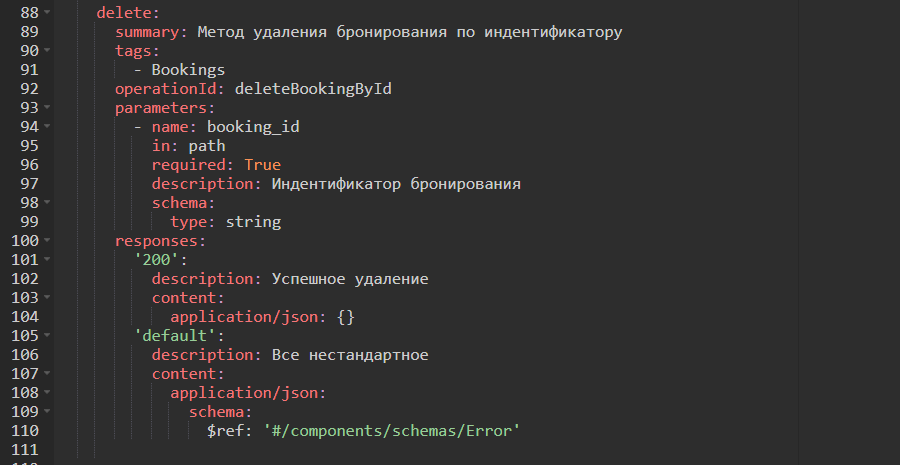 88 delete:
89 summary: Метод удаления бронирования по индентификатору
90 tags:
91 - Bookings
92 operationId: deleteBookingById
93 parameters:
94 - name: booking_id
95 in: path
96 required: True
97 description: Индентификатор бронирования
98 schema:
99 type: string
100 responses:
101 '200':
102 description: Успешное удаление
103 content:
104 application/json: {}
105 'default':
106 description: Все нестандартное
107 content:
108 application/json:
109 schema:
110 $ref: '#/components/schemas/Error'
111